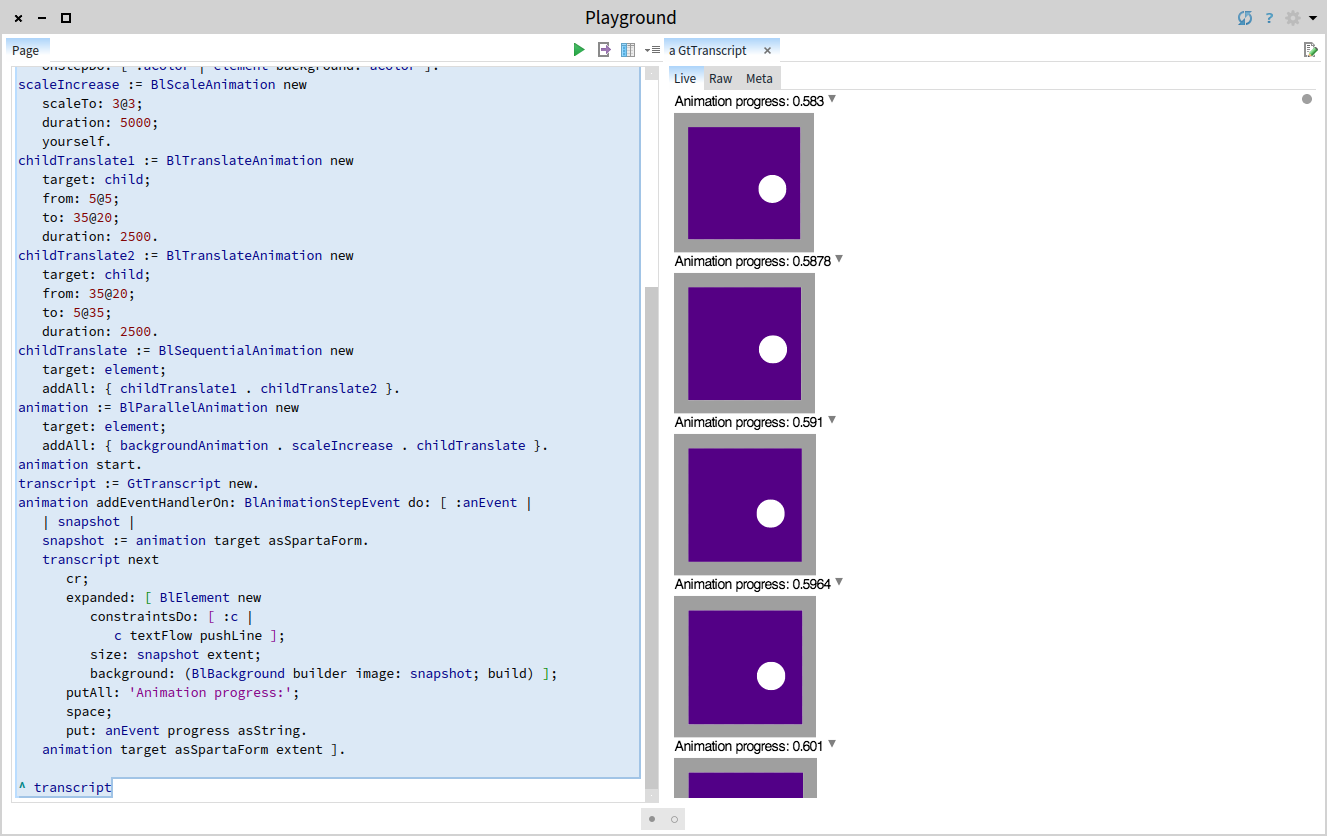 Playground
?
Page
onStepDo: [ :aColor | element background: aColor ].
scaleIncrease := BlScaleAnimation new
scaleTo: 3@3;
duration: 5000;
yourself.
childTranslate1 := BlTranslateAnimation new
target: child;
from: 5@5;
to: 35@20;
duration: 2500.
childTranslate2 := BlTranslateAnimation new
target: child;
from: 35@20;
to: 5@35;
duration: 2500.
childTranslate := BlSequentialAnimation new
target: element;
addAll: { childTranslate1 . childTranslate2 }.
animation := BlParallelAnimation new
target: element;
addAll: { backgroundAnimation . scaleIncrease . childTranslate }.
animation start.
transcript := GtTranscript new.
animation addEventHandlerOn: BlAnimationStepEvent do: [ :anEvent |
| snapshot |
snapshot := animation target asSpartaForm.
transcript next
cr;
expanded: [ BlElement new
constraintsDo: [ :c |
c textFlow pushLine ];
size: snapshot extent;
background: (BlBackground builder image: snapshot; build) ];
putAll: 'Animation progress:';
space;
put: anEvent progress asString.
animation target asSpartaForm extent ].
^ transcript
a GtTranscript
Live Raw Meta
Animation progress: 0.583
Animation progress: 0.5878
Animation progress: 0.591
Animation progress: 0.5964
Animation progress: 0.601